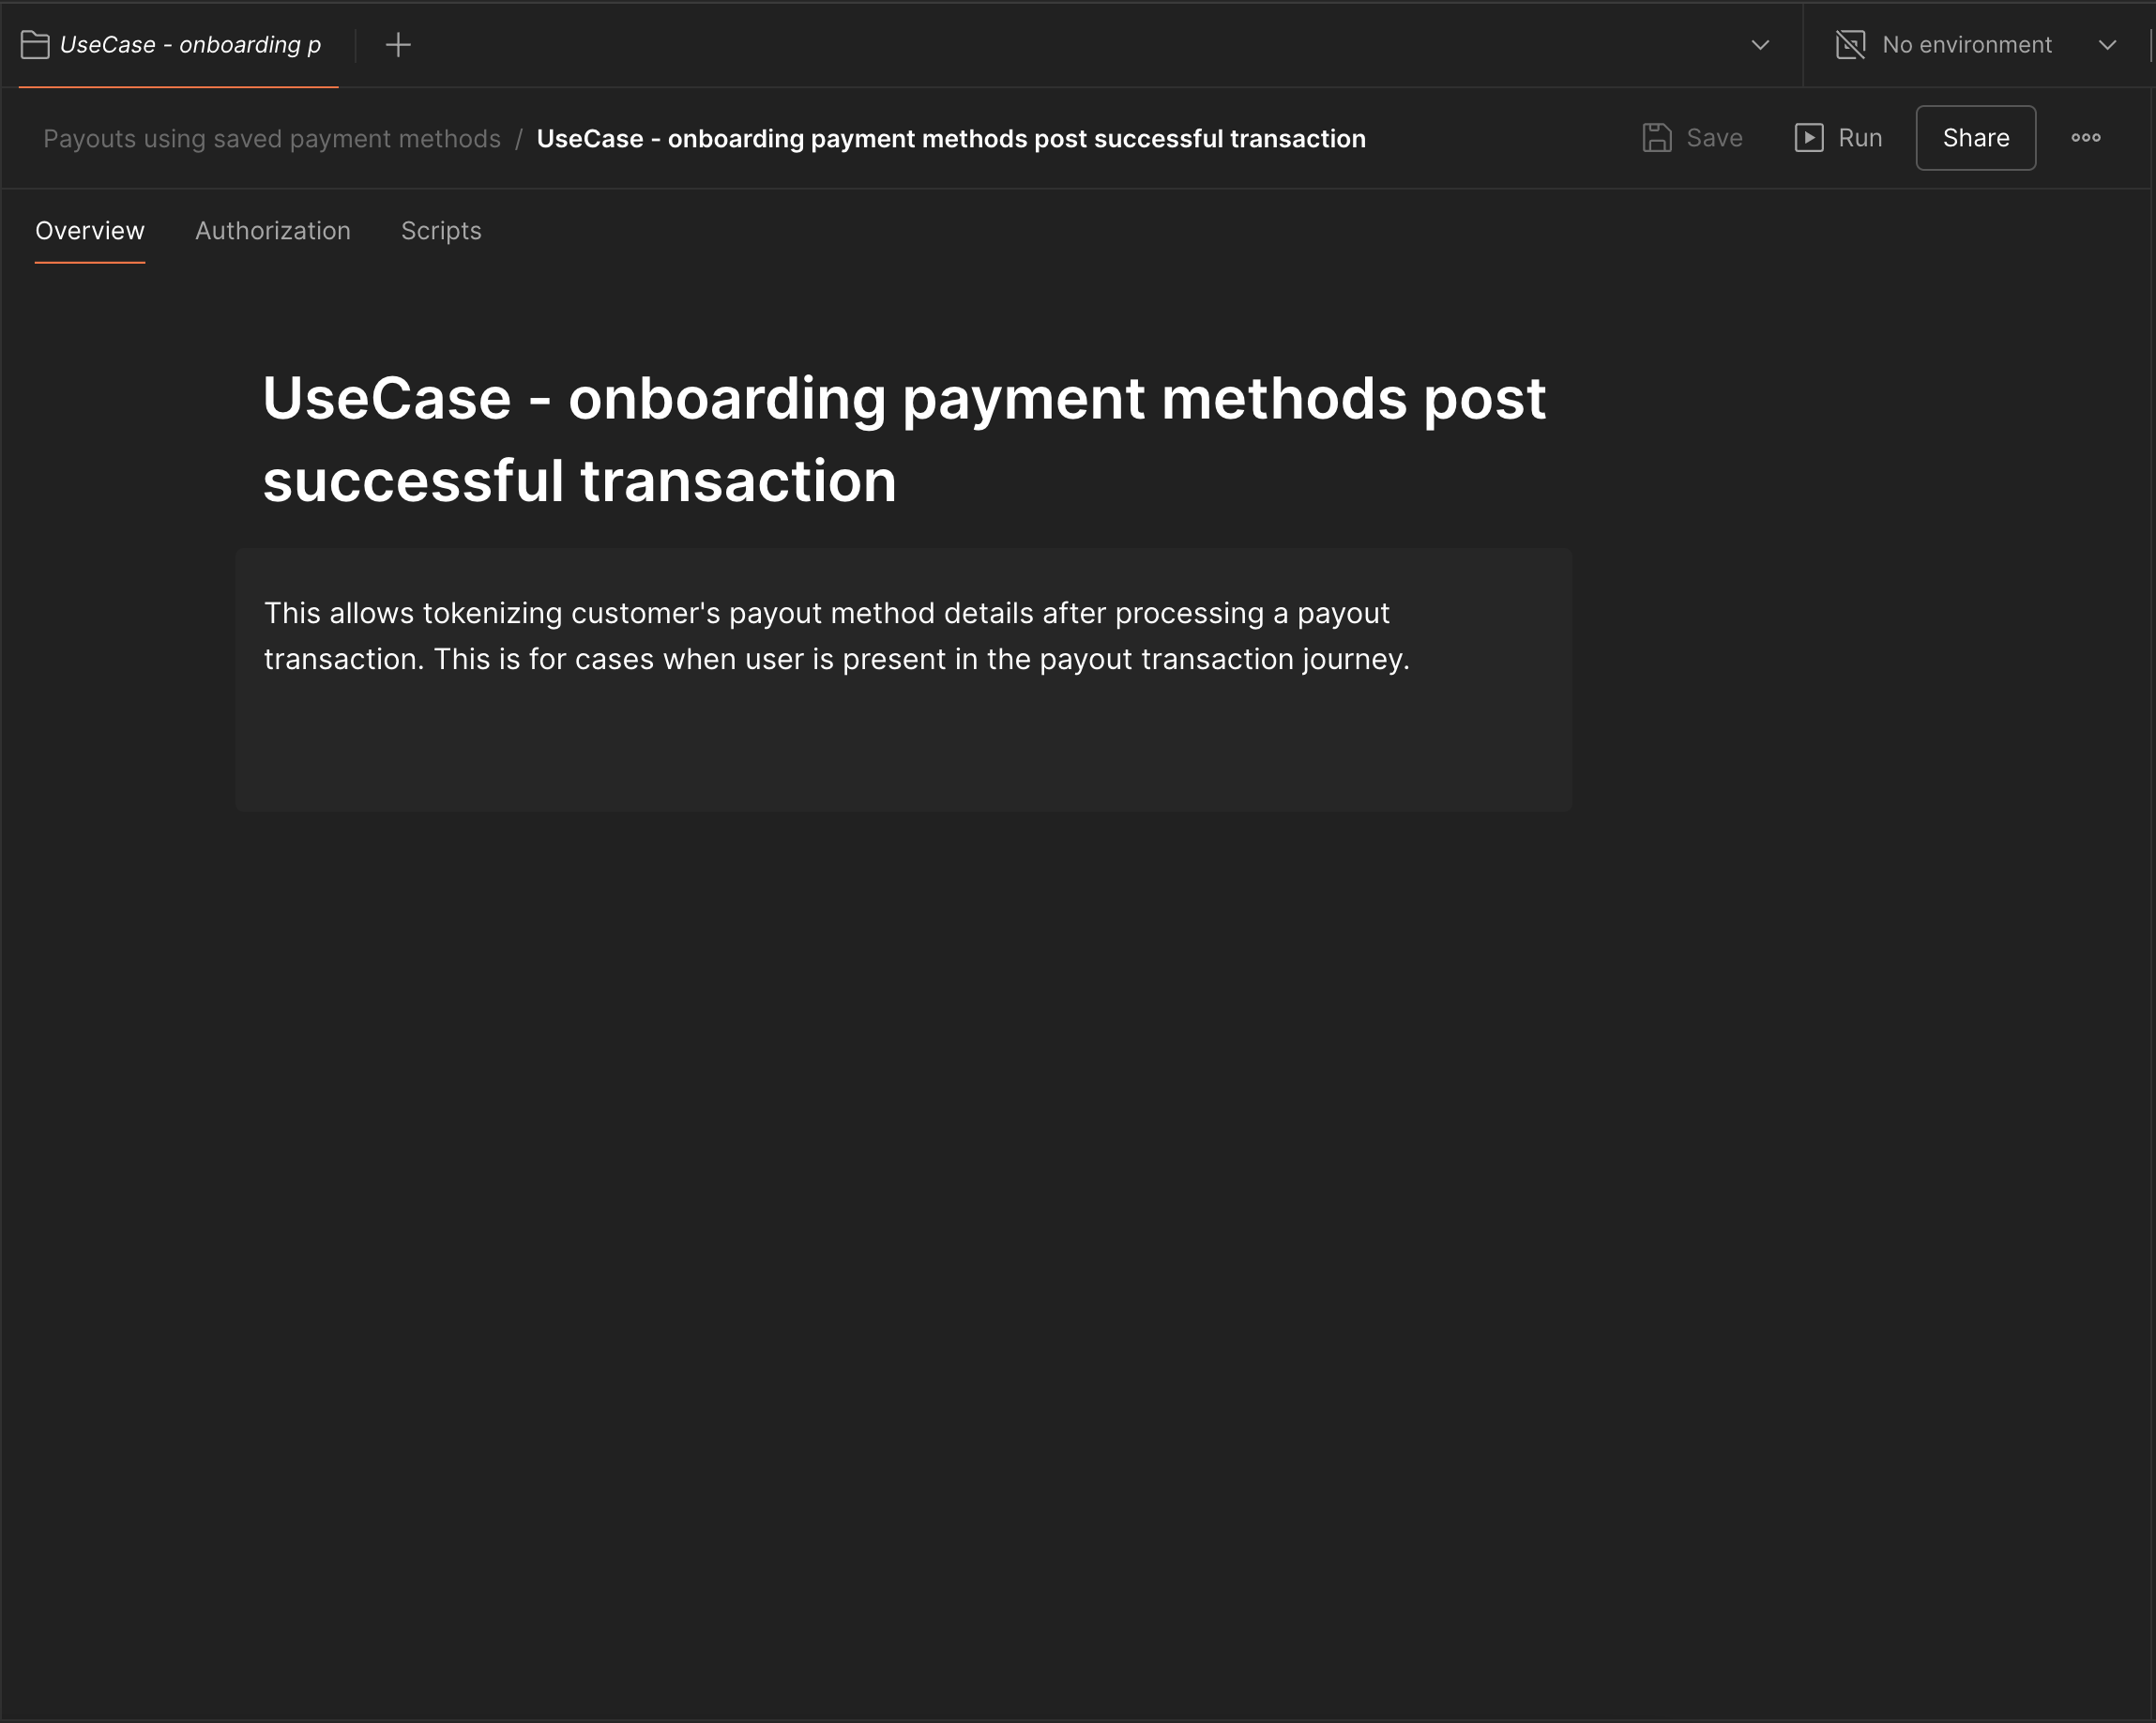 UseCase - onboarding p
No environment
Payouts using saved payment methods / UseCase - onboarding payment methods post successful transaction
Save
Run
Share
Overview
Authorization
Scripts
UseCase - onboarding payment methods post
successful transaction
This allows tokenizing customer's payout method details after processing a payout
transaction. This is for cases when user is present in the payout transaction journey.